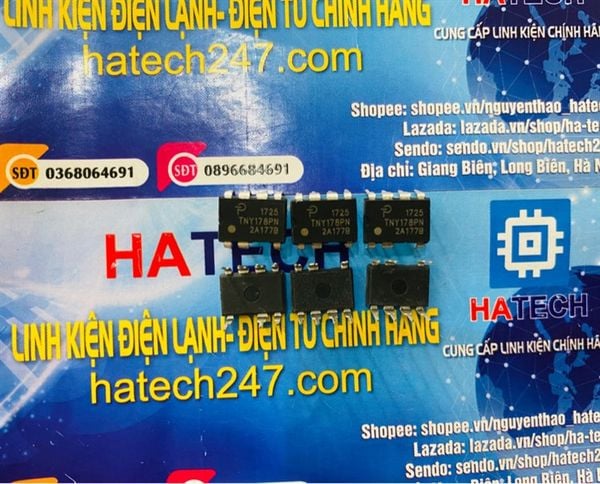 LINH KIỆN ĐIỆN LẠNH- ĐIỆN TỬ CHÍNH HÃNG
hatech247.com
HATECH
CUNG CẤP LINH KIỆN CHÍNH
Shopee: shopee.vn/nguyenthao_hatec
Lazada: lazada.vn/shop/ha-te
Sendo: sendo.vn/shop/hatech2
Địa chỉ: Giang Biên, Long Biên, Hà
SĐT 0368064691
SĐT 0896684691
1725
TNY178PN
2A177B
1725
TNY178PN
2A177B
1725
TNY178PN
2A177B
HATECH
HATECH
LINH KIỆN ĐIỆN LẠNH- ĐIỆN TỬ CHÍNH HÃNG
CUNG CẤP LINH KIỆN CHÍNH
hatech247.com
Shopee: shopee.vn/nguyenthao_hate
Lazada: lazada.vn/shop/ha-te
Sendo: sendo.vn/shop/hatech2